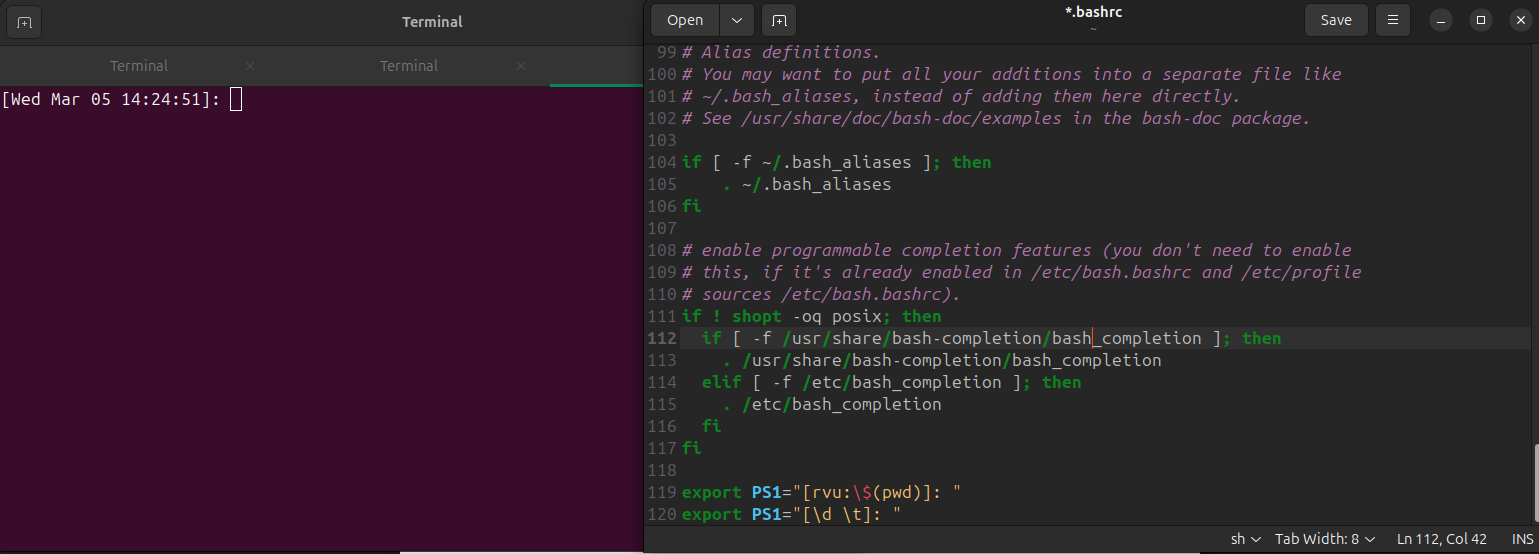 Terminal
Terminal
Terminal
[Wed Mar 05 14:24:51]:
Open
*.bashrc
~
Save
99 # Alias definitions.
100 # You may want to put all your additions into a separate file like
101 # ~/.bash_aliases, instead of adding them here directly.
102 # See /usr/share/doc/bash-doc/examples in the bash-doc package.
103
104 if [ -f ~/.bash_aliases ]; then
105     . ~/.bash_aliases
106 fi
107
108 # enable programmable completion features (you don't need to enable
109 # this, if it's already enabled in /etc/bash.bashrc and /etc/profile
110 # sources /etc/bash.bashrc).
111 if ! shopt -oq posix; then
112   if [ -f /usr/share/bash-completion/bash_completion ]; then
113     . /usr/share/bash-completion/bash_completion
114   elif [ -f /etc/bash_completion ]; then
115     . /etc/bash_completion
116   fi
117 fi
118
119 export PS1="[rvu:\$(pwd)]: "
120 export PS1="[\d \t]: "
sh Tab Width: 8 Ln 112, Col 42 INS